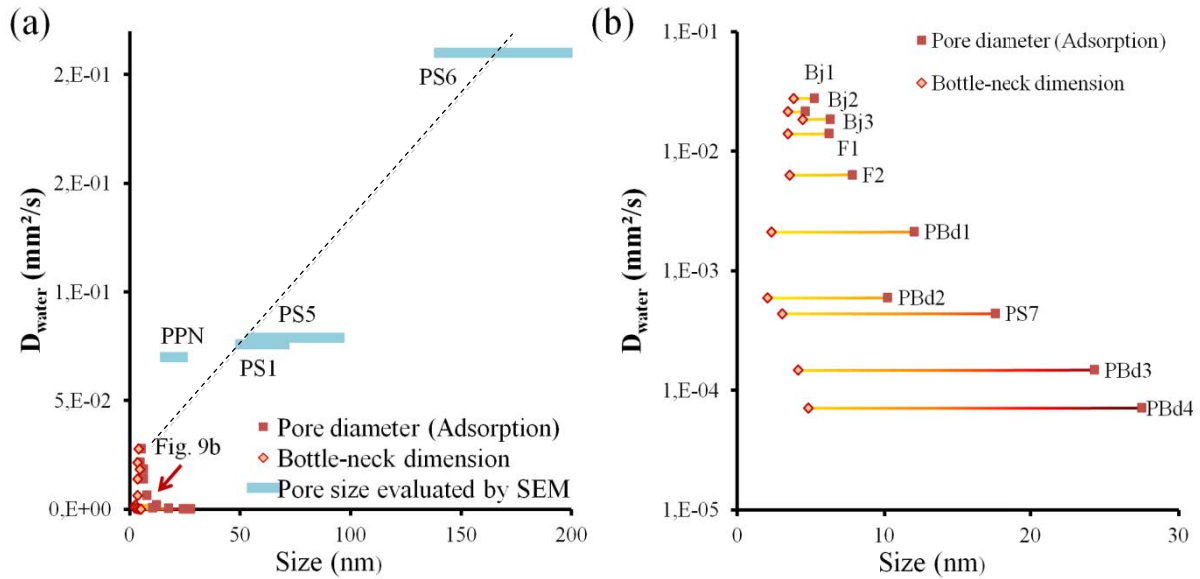 (a)
D_water (mm²/s)
2,E-01
2,E-01
1,E-01
5,E-02
0,E+00
PS6
PS5
PPN
PS1
Fig. 9b
Pore diameter (Adsorption)
Bottle-neck dimension
Pore size evaluated by SEM
0
50
100
150
200
Size (nm)
(b)
D_water (mm²/s)
1,E-01
1,E-02
1,E-03
1,E-04
1,E-05
Pore diameter (Adsorption)
Bottle-neck dimension
Bj1
Bj2
Bj3
F1
F2
PBd1
PBd2
PS7
PBd3
PBd4
0
10
20
30
Size (nm)